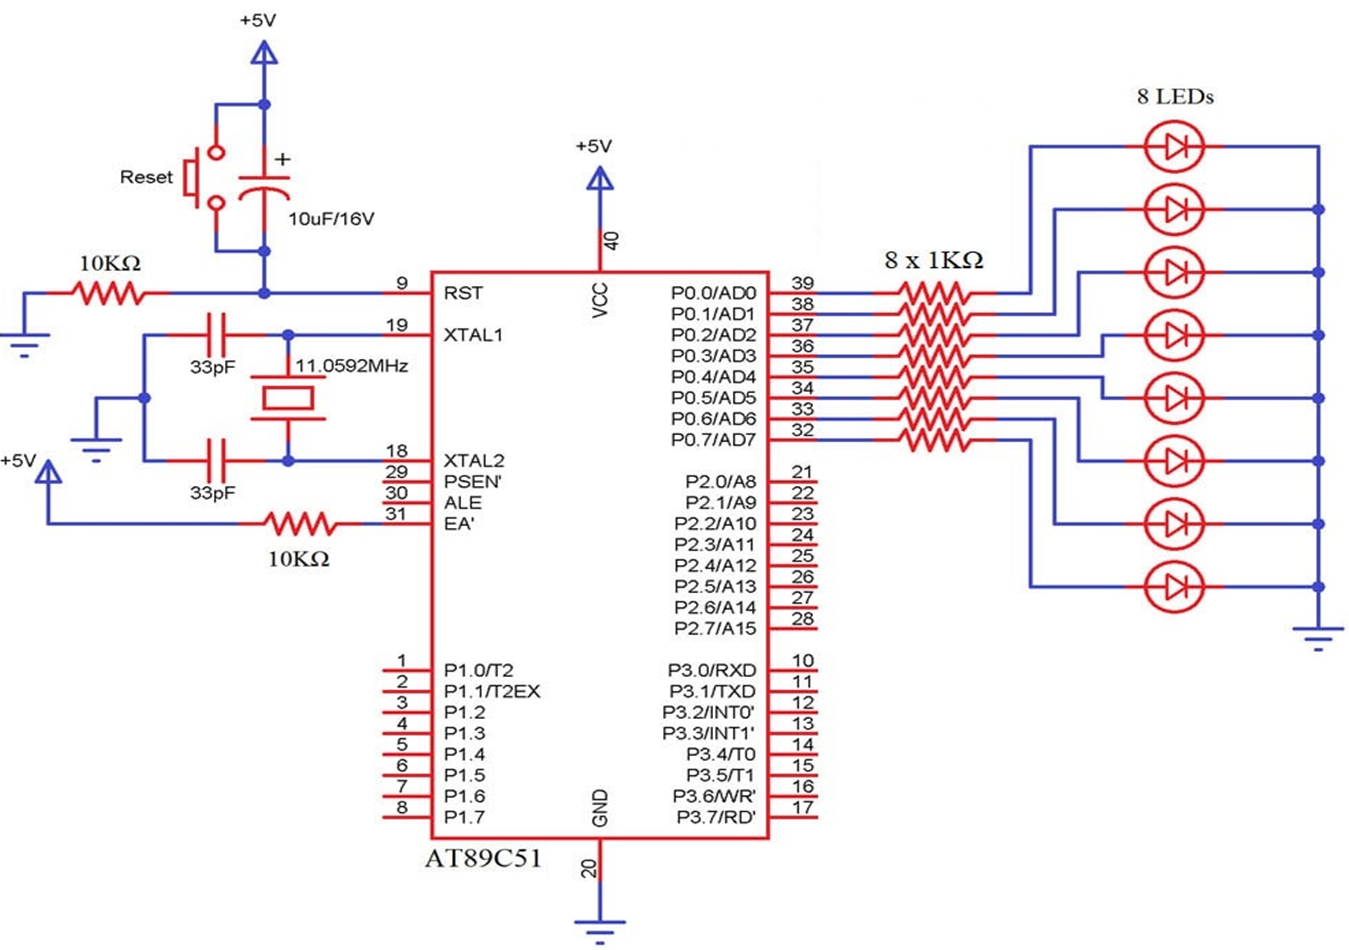 +5V
8 LEDs
+5V
Reset
+
10uF/16V
40
10KΩ
8 x 1KΩ
9
RST
VCC
P0.0/AD0
39
P0.1/AD1
38
19
XTAL1
P0.2/AD2
37
P0.3/AD3
36
33pF
11.0592MHz
P0.4/AD4
35
P0.5/AD5
34
P0.6/AD6
33
P0.7/AD7
32
18
XTAL2
+5V
29
PSEN'
P2.0/A8
21
33pF
30
ALE
P2.1/A9
22
31
EA'
P2.2/A10
23
10KΩ
P2.3/A11
24
P2.4/A12
25
P2.5/A13
26
P2.6/A14
27
P2.7/A15
28
1
P1.0/T2
P3.0/RXD
10
2
P1.1/T2EX
P3.1/TXD
11
3
P1.2
P3.2/INT0'
12
4
P1.3
P3.3/INT1'
13
5
P1.4
P3.4/T0
14
6
P1.5
P3.5/T1
15
7
P1.6
P3.6/WR'
16
8
P1.7
P3.7/RD'
17
GND
AT89C51
20